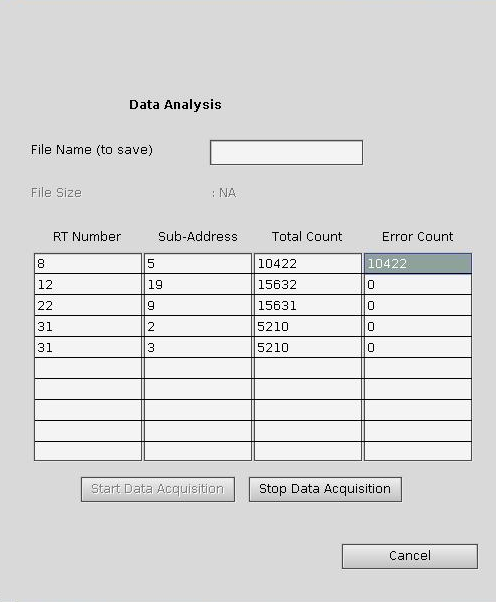 Data Analysis
File Name (to save)
File Size : NA
RT Number Sub-Address Total Count Error Count
8 5 10422 10422
12 19 15632 0
22 9 15631 0
31 2 5210 0
31 3 5210 0
Start Data Acquisition Stop Data Acquisition
Cancel